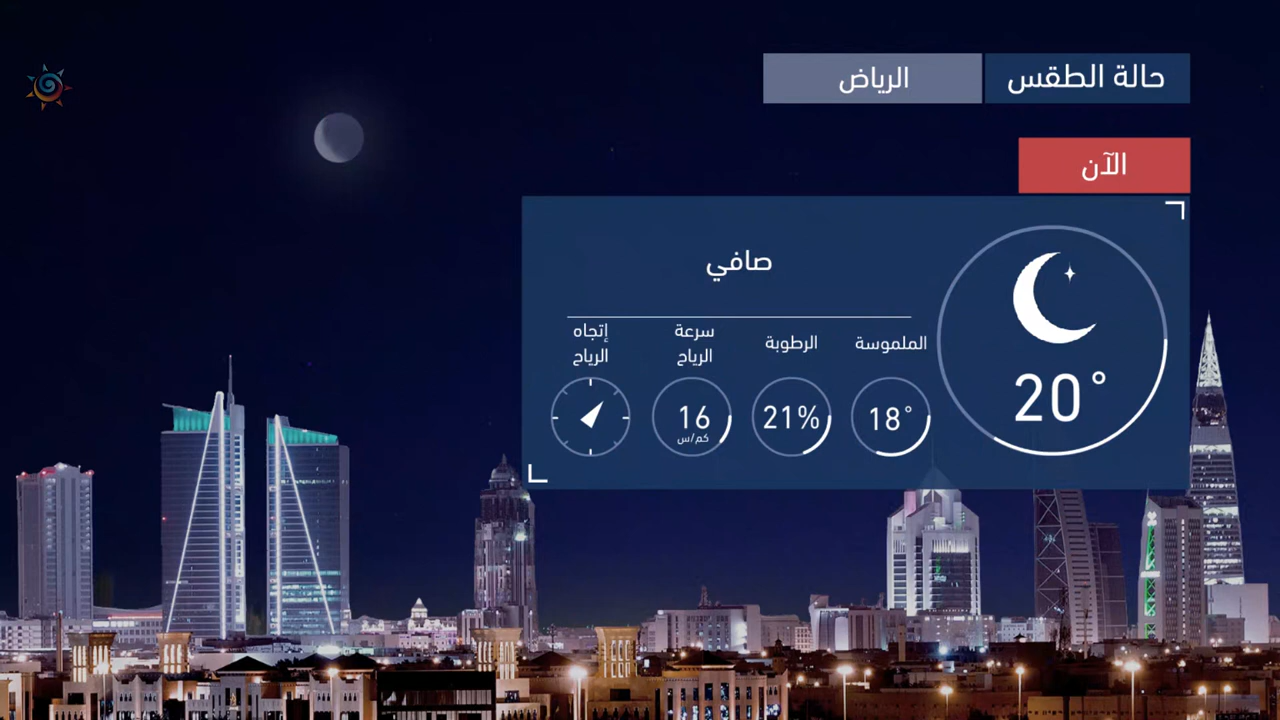 حالة الطقس
الرياض
الآن
20°
صافي
الملموسة
18°
الرطوبة
21%
سرعة
الرياح
16
كم/س
إتجاه
الرياح